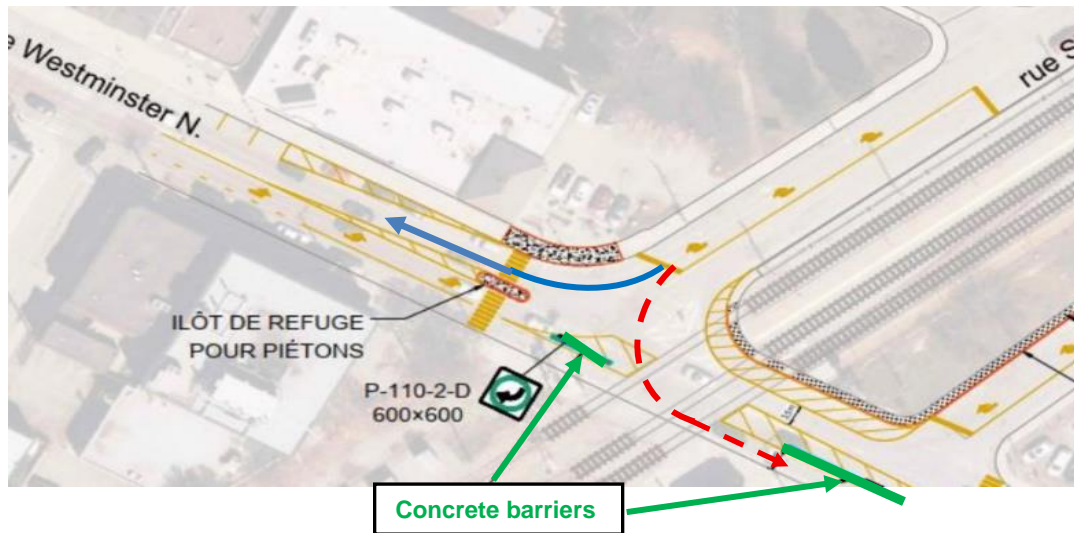 e Westminster N.
rue S
ILÔT DE REFUGE
POUR PIÉTONS
P-110-2-D
600×600
Concrete barriers